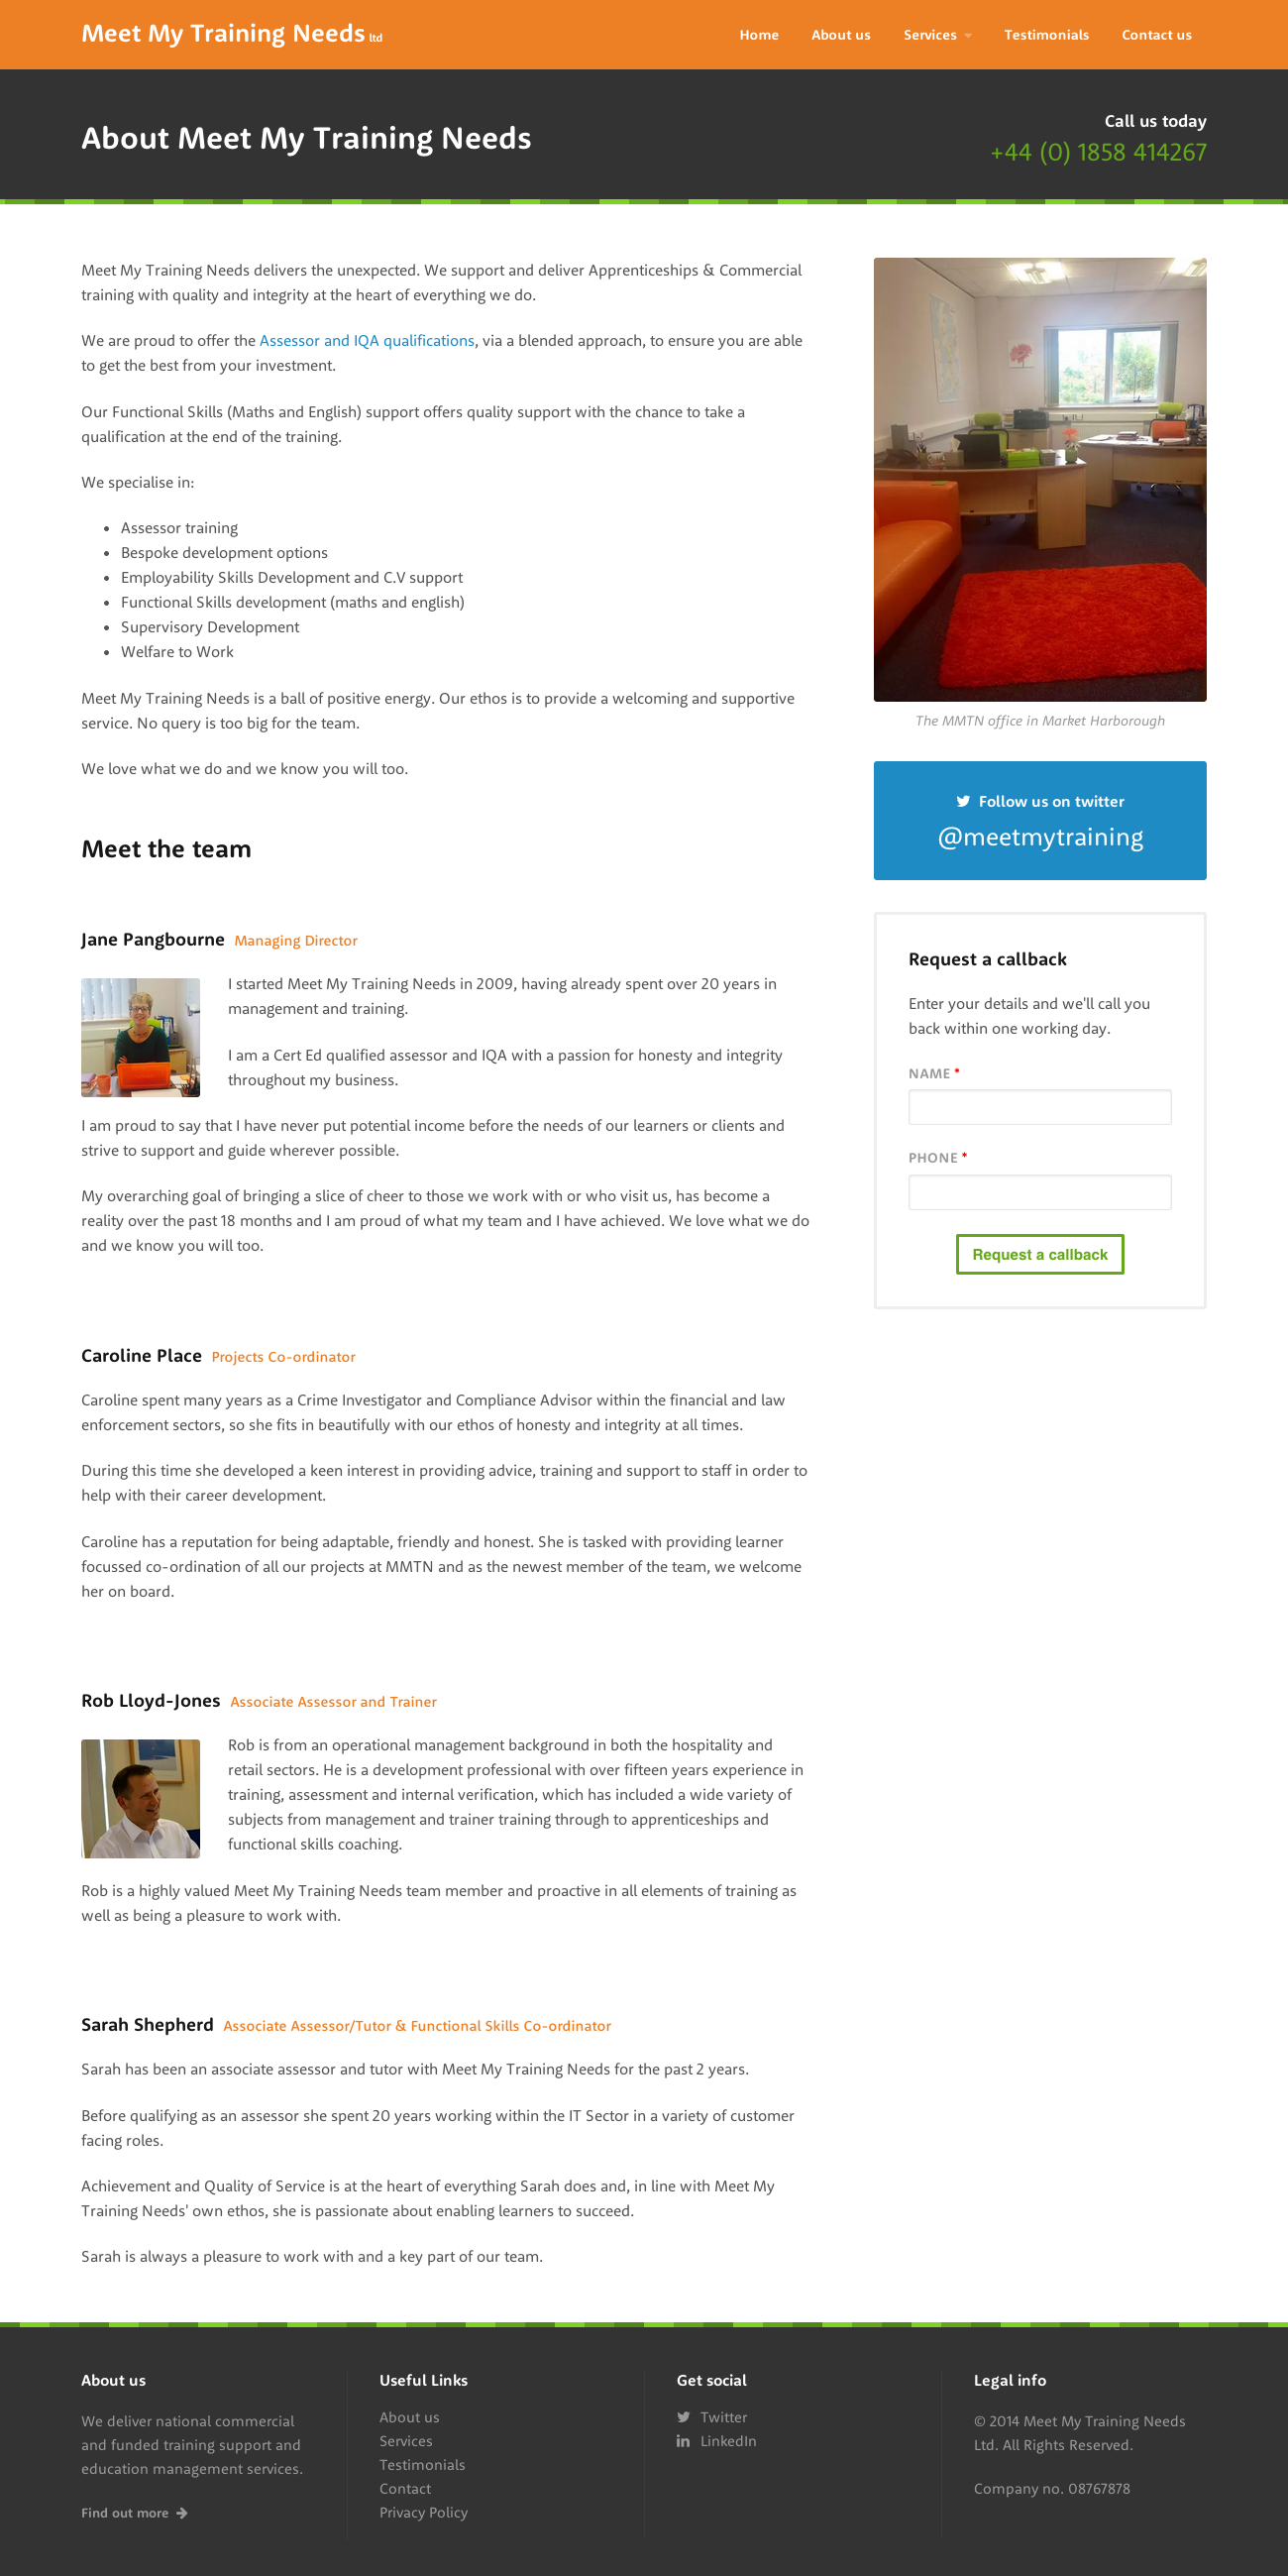 Meet My Training Needs ltd
Home
About us
Services
Testimonials
Contact us
About Meet My Training Needs
Call us today
+44 (0) 1858 414267
Meet My Training Needs delivers the unexpected. We support and deliver Apprenticeships & Commercial
training with quality and integrity at the heart of everything we do.
We are proud to offer the Assessor and IQA qualifications, via a blended approach, to ensure you are able
to get the best from your investment.
Our Functional Skills (Maths and English) support offers quality support with the chance to take a
qualification at the end of the training.
We specialise in:
• Assessor training
• Bespoke development options
• Employability Skills Development and C.V support
• Functional Skills development (maths and english)
• Supervisory Development
• Welfare to Work
Meet My Training Needs is a ball of positive energy. Our ethos is to provide a welcoming and supportive
service. No query is too big for the team.
We love what we do and we know you will too.
Meet the team
Jane Pangbourne Managing Director
I started Meet My Training Needs in 2009, having already spent over 20 years in
management and training.
I am a Cert Ed qualified assessor and IQA with a passion for honesty and integrity
throughout my business.
I am proud to say that I have never put potential income before the needs of our learners or clients and
strive to support and guide wherever possible.
My overarching goal of bringing a slice of cheer to those we work with or who visit us, has become a
reality over the past 18 months and I am proud of what my team and I have achieved. We love what we do
and we know you will too.
Caroline Place Projects Co-ordinator
Caroline spent many years as a Crime Investigator and Compliance Advisor within the financial and law
enforcement sectors, so she fits in beautifully with our ethos of honesty and integrity at all times.
During this time she developed a keen interest in providing advice, training and support to staff in order to
help with their career development.
Caroline has a reputation for being adaptable, friendly and honest. She is tasked with providing learner
focussed co-ordination of all our projects at MMTN and as the newest member of the team, we welcome
her on board.
Rob Lloyd-Jones Associate Assessor and Trainer
Rob is from an operational management background in both the hospitality and
retail sectors. He is a development professional with over fifteen years experience in
training, assessment and internal verification, which has included a wide variety of
subjects from management and trainer training through to apprenticeships and
functional skills coaching.
Rob is a highly valued Meet My Training Needs team member and proactive in all elements of training as
well as being a pleasure to work with.
Sarah Shepherd Associate Assessor/Tutor & Functional Skills Co-ordinator
Sarah has been an associate assessor and tutor with Meet My Training Needs for the past 2 years.
Before qualifying as an assessor she spent 20 years working within the IT Sector in a variety of customer
facing roles.
Achievement and Quality of Service is at the heart of everything Sarah does and, in line with Meet My
Training Needs' own ethos, she is passionate about enabling learners to succeed.
Sarah is always a pleasure to work with and a key part of our team.
The MMTN office in Market Harborough
Follow us on twitter
@meetmytraining
Request a callback
Enter your details and we'll call you
back within one working day.
NAME *
PHONE *
Request a callback
About us
We deliver national commercial
and funded training support and
education management services.
Find out more
Useful Links
About us
Services
Testimonials
Contact
Privacy Policy
Get social
Twitter
LinkedIn
Legal info
© 2014 Meet My Training Needs
Ltd. All Rights Reserved.
Company no. 08767878